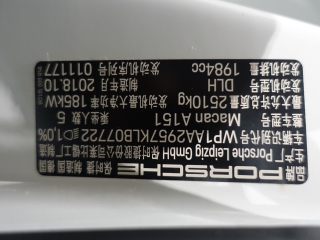 品牌 PORSCHE 保时捷 德国制造
生产厂 Porsche Leipzig GmbH 保时捷股份公司莱比锡工厂
车辆识别代号 WP1AA2957KLB07722 1,0%
整车型号 Macan A151 乘坐人数 5
最大允许总质量 2510kg 发动机最大净功率 185kW
发动机型号 DLH 制造年月 2018.10
发动机排量 1984cc 发动机序列号 011177